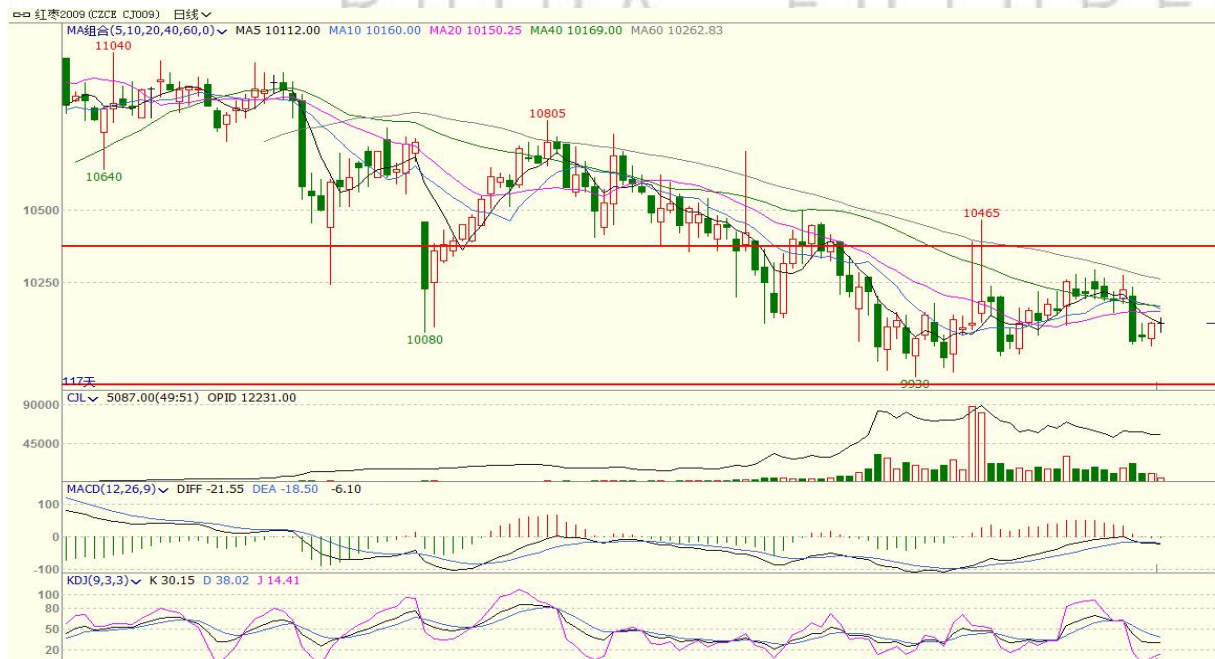 红枣2009 (CZCE CJ009) 日线
MA组合(5,10,20,40,60,0) MA5 10112.00 MA10 10160.00 MA20 10150.25 MA40 10169.00 MA60 10262.83
11040
10805
10640
10500
10465
10250
10080
9930
117天
CJL 5087.00(49:51) OPID 12231.00
90000
45000
MACD(12,26,9) DIFF -21.55 DEA -18.50 -6.10
100
0
-100
KDJ(9,3,3) K 30.15 D 38.02 J 14.41
100
80
50
20